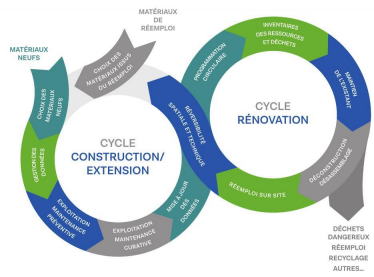 MATÉRIAUX
DE
RÉEMPLOI
MATÉRIAUX
NEUFS
CHOIX DES
MATÉRIAUX ISSUS
DU RÉEMPLOI
CHOIX DES
MATÉRIAUX
NEUFS
GESTION DES
DONNÉES
EXPLOITATION
MAINTENANCE
PRÉVENTIVE
EXPLOITATION
MAINTENANCE
CURATIVE
MISE À JOUR
DES
DONNÉES
RÉVERSIBILITÉ
SPATIALE ET TECHNIQUE
CYCLE
CONSTRUCTION/
EXTENSION
PROGRAMMATION
CIRCULAIRE
INVENTAIRES
DES RESSOURCES
ET DÉCHETS
MAINTIEN
DE L'EXISTANT
DÉCONSTRUCTION
DÉSASSEMBLAGE
RÉEMPLOI SUR SITE
CYCLE
RÉNOVATION
DÉCHETS
DANGEREUX
RÉEMPLOI
RECYCLAGE
AUTRES...